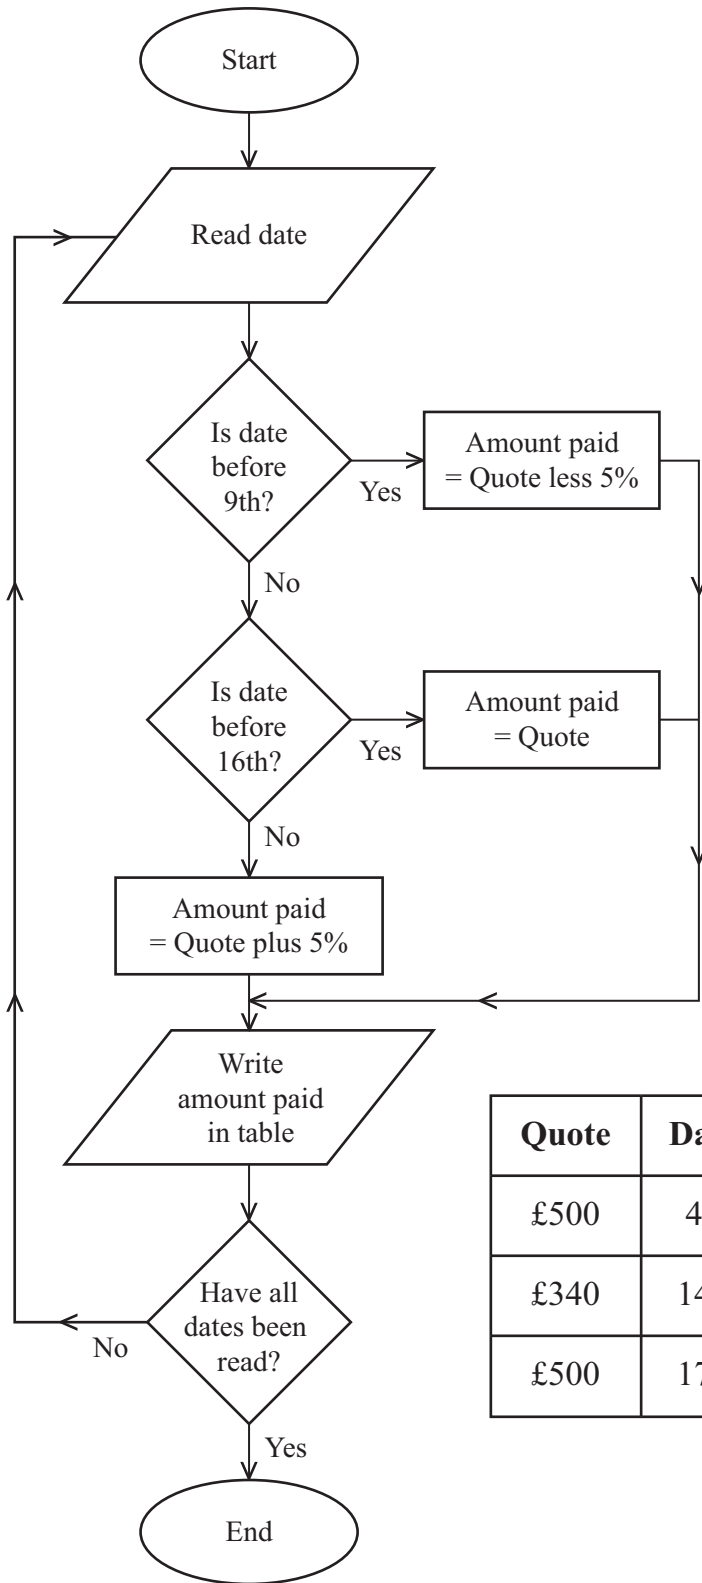 Start
Read date
Is date
before
9th?
Yes
Amount paid
= Quote less 5%
No
Is date
before
16th?
Yes
Amount paid
= Quote
No
Amount paid
= Quote plus 5%
Write
amount paid
in table
Have all
dates been
read?
No
Yes
End
Quote
£500
£340
£500